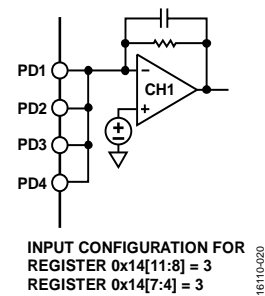 PD1
PD2
PD3
PD4
CH1
−
+
+
−
INPUT CONFIGURATION FOR
REGISTER 0x14[11:8] = 3
REGISTER 0x14[7:4] = 3
16110-020